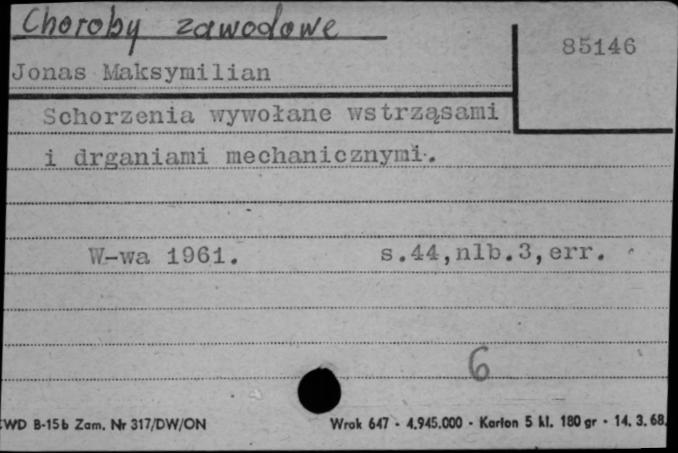 Choroby zawodowe
85146
Jonas Maksymilian
Schorzenia wywołane wstrząsami
i drganiami mechanicznymi.
W-wa 1961. s.44,nlb.3,err.
6
CWD B-15b Zam. Nr 317/DW/ON Wrok 647 - 4.945.000 - Karton 5 kl. 180 gr - 14. 3. 68.